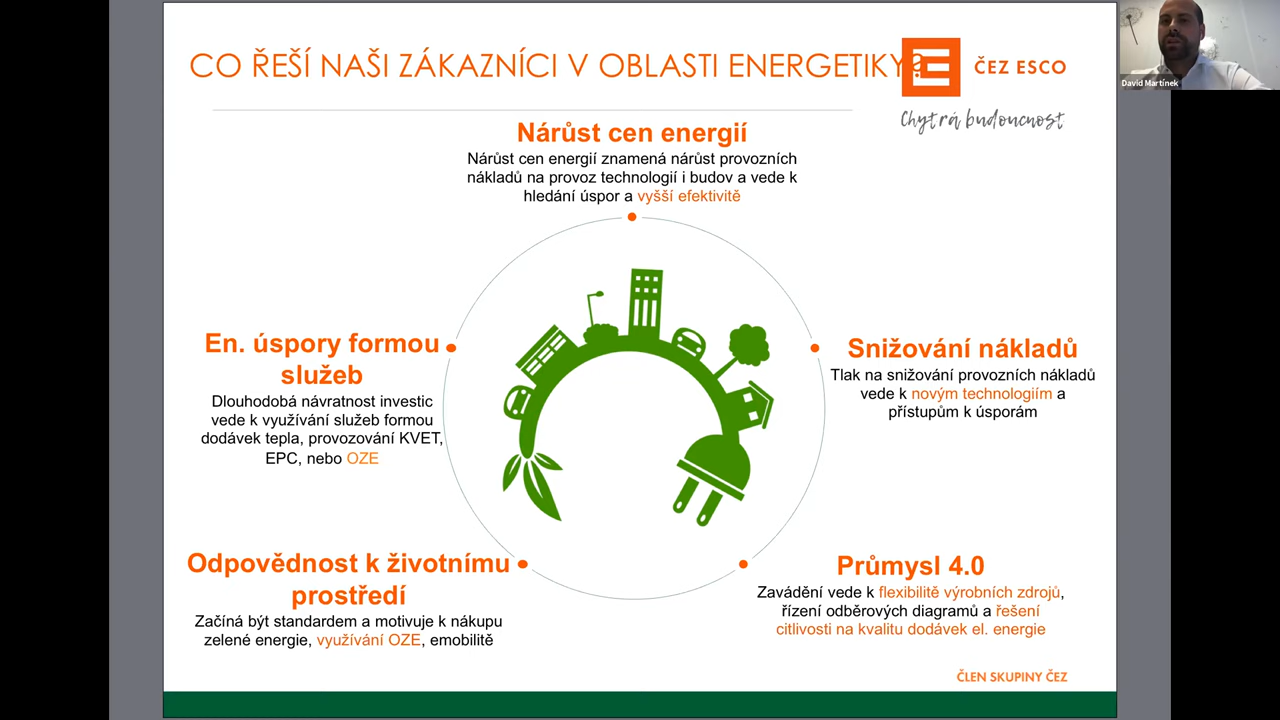 CO ŘEŠÍ NAŠI ZÁKAZNÍCI V OBLASTI ENERGETIKY?
ČEZ ESCO
Chytrá budoucnost
David Martínek
Nárůst cen energií
Nárůst cen energií znamená nárůst provozních
nákladů na provoz technologií i budov a vede k
hledání úspor a vyšší efektivitě
En. úspory formou
služeb
Dlouhodobá návratnost investic
vede k využívání služeb formou
dodávek tepla, provozování KVET,
EPC, nebo OZE
Snižování nákladů
Tlak na snižování provozních nákladů
vede k novým technologiím a
přístupům k úsporám
Odpovědnost k životnímu
prostředí
Začíná být standardem a motivuje k nákupu
zelené energie, využívání OZE, emobilitě
Průmysl 4.0
Zavádění vede k flexibilitě výrobních zdrojů,
řízení odběrových diagramů a řešení
citlivosti na kvalitu dodávek el. energie
ČLEN SKUPINY ČEZ